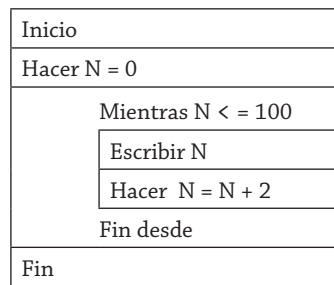 Inicio
Hacer N = 0
Mientras N < = 100
Escribir N
Hacer N = N + 2
Fin desde
Fin